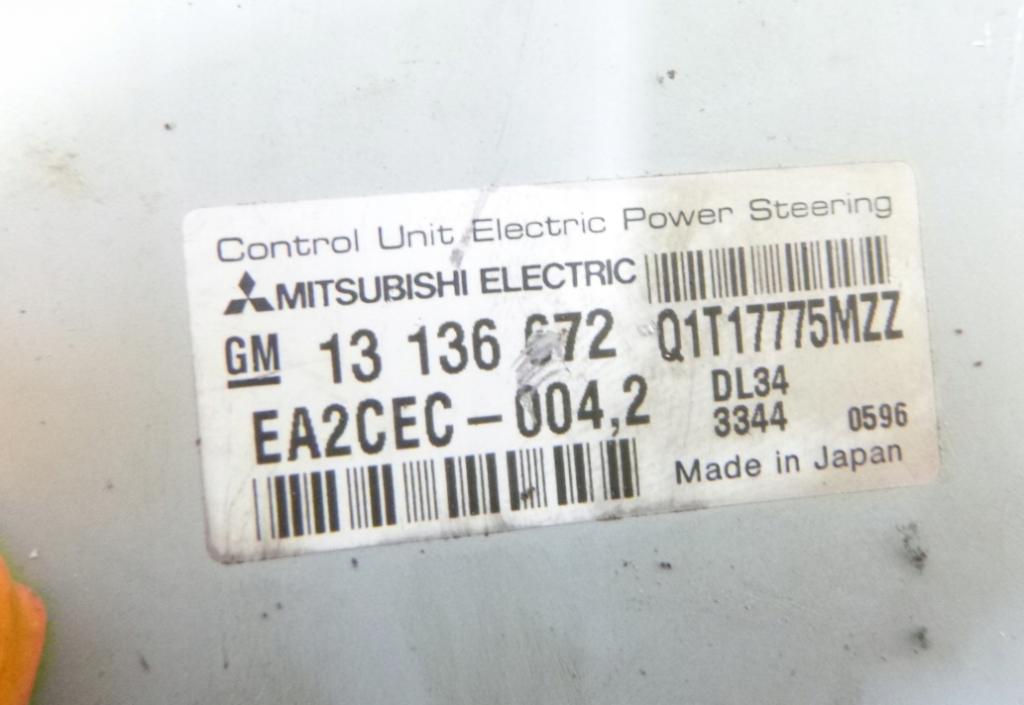 Control Unit Electric Power Steering
MITSUBISHI ELECTRIC
GM 13 136 672 Q1T17775MZZ
EA2CEC-004,2 DL34
3344 0596
Made in Japan